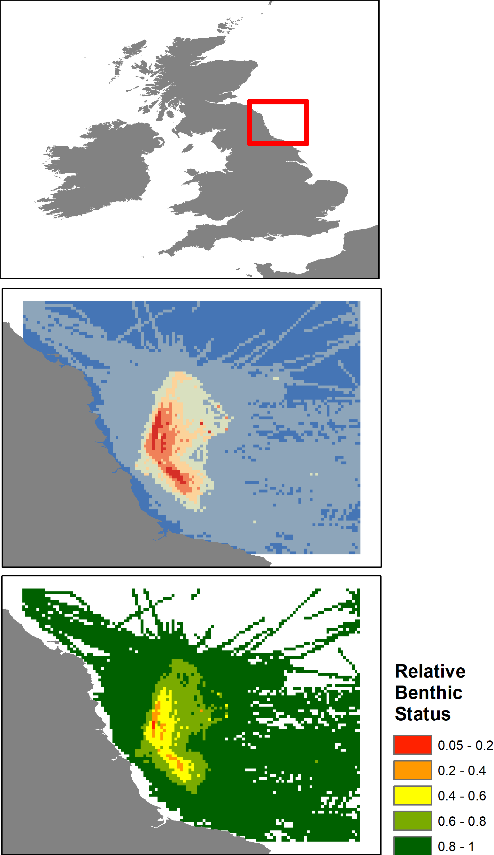 Relative
Benthic
Status
0.05 - 0.2
0.2 - 0.4
0.4 - 0.6
0.6 - 0.8
0.8 - 1